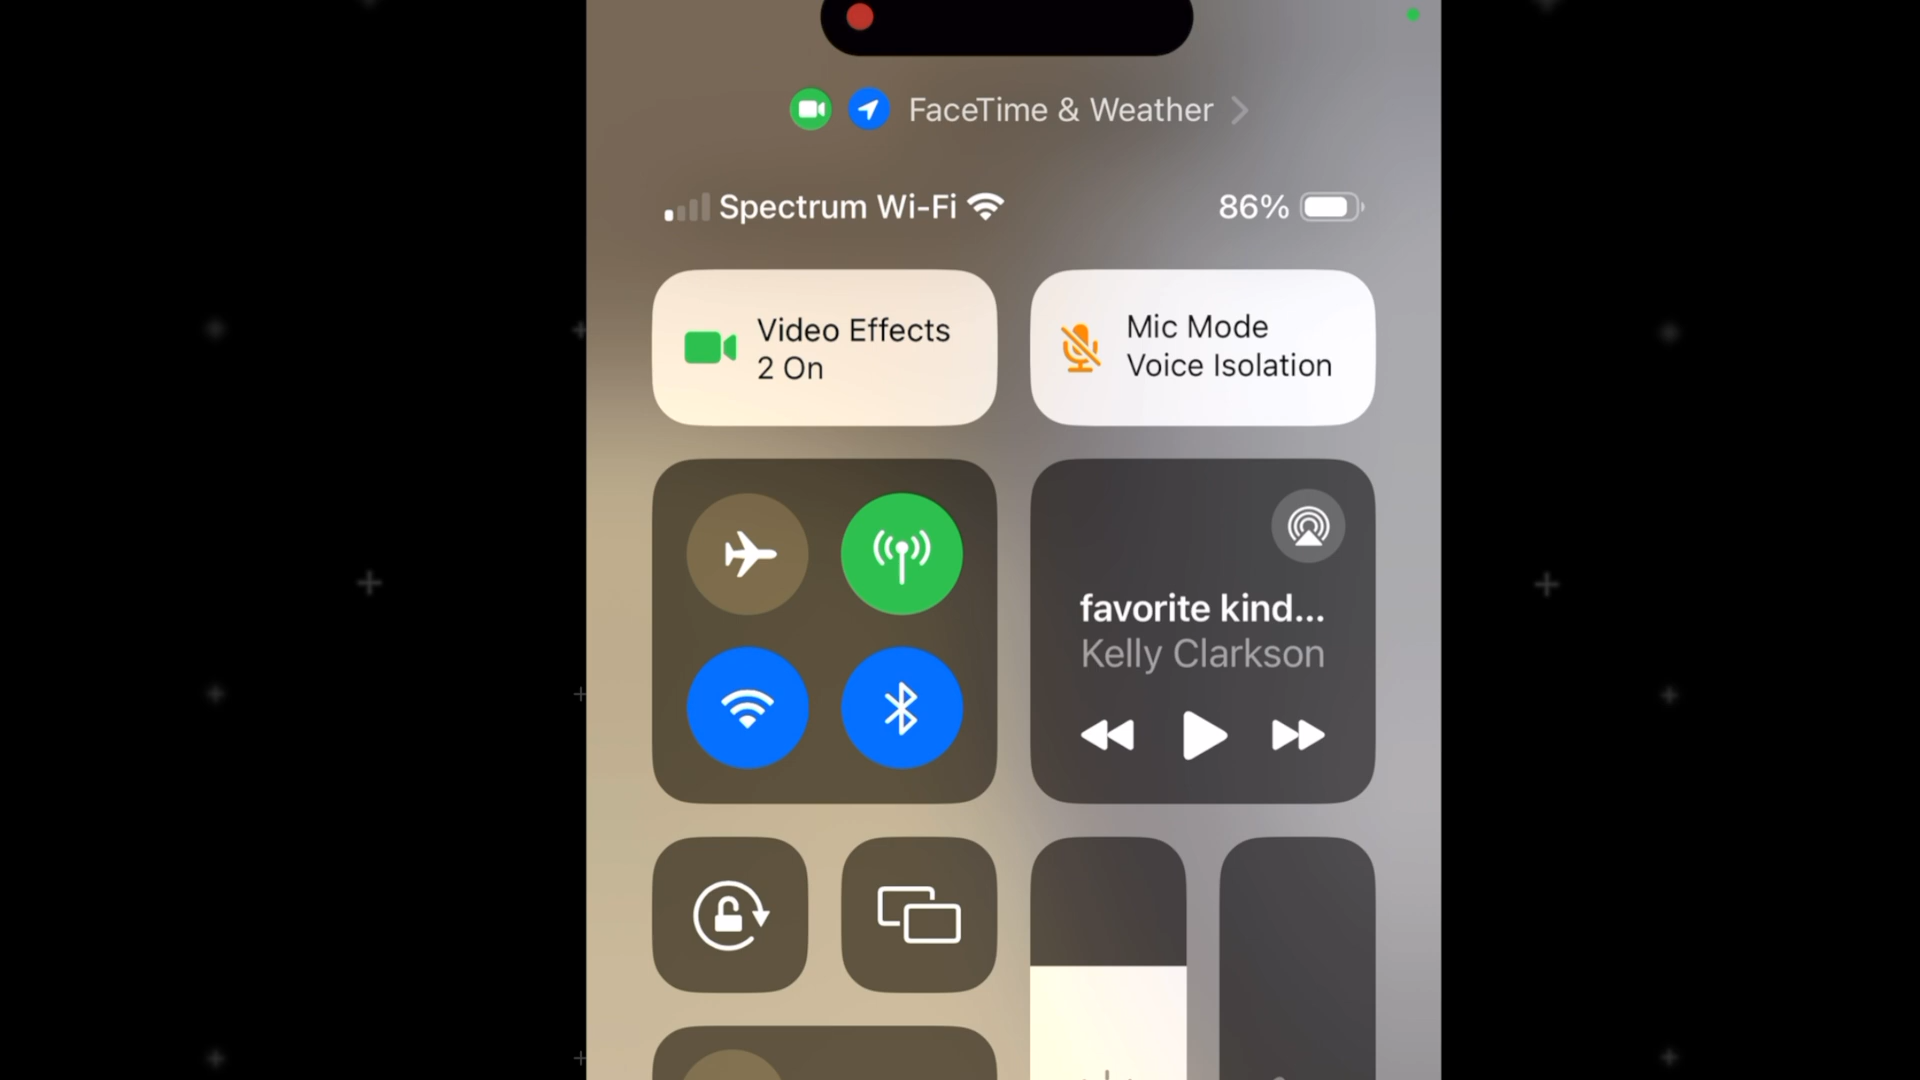 FaceTime & Weather
Spectrum Wi-Fi
86%
Video Effects
2 On
Mic Mode
Voice Isolation
favorite kind...
Kelly Clarkson